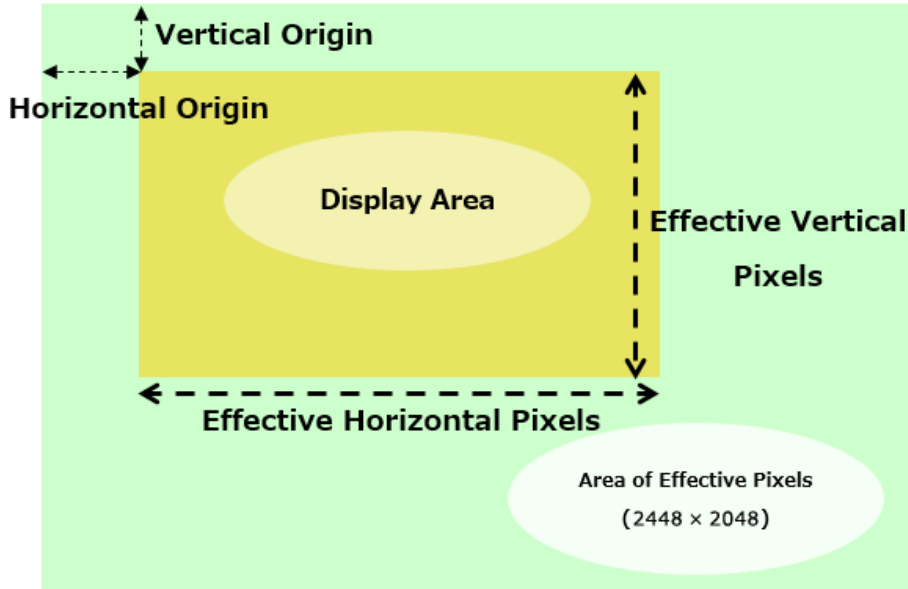 Vertical Origin
Horizontal Origin
Display Area
Effective Vertical
Pixels
Effective Horizontal Pixels
Area of Effective Pixels
(2448 × 2048)